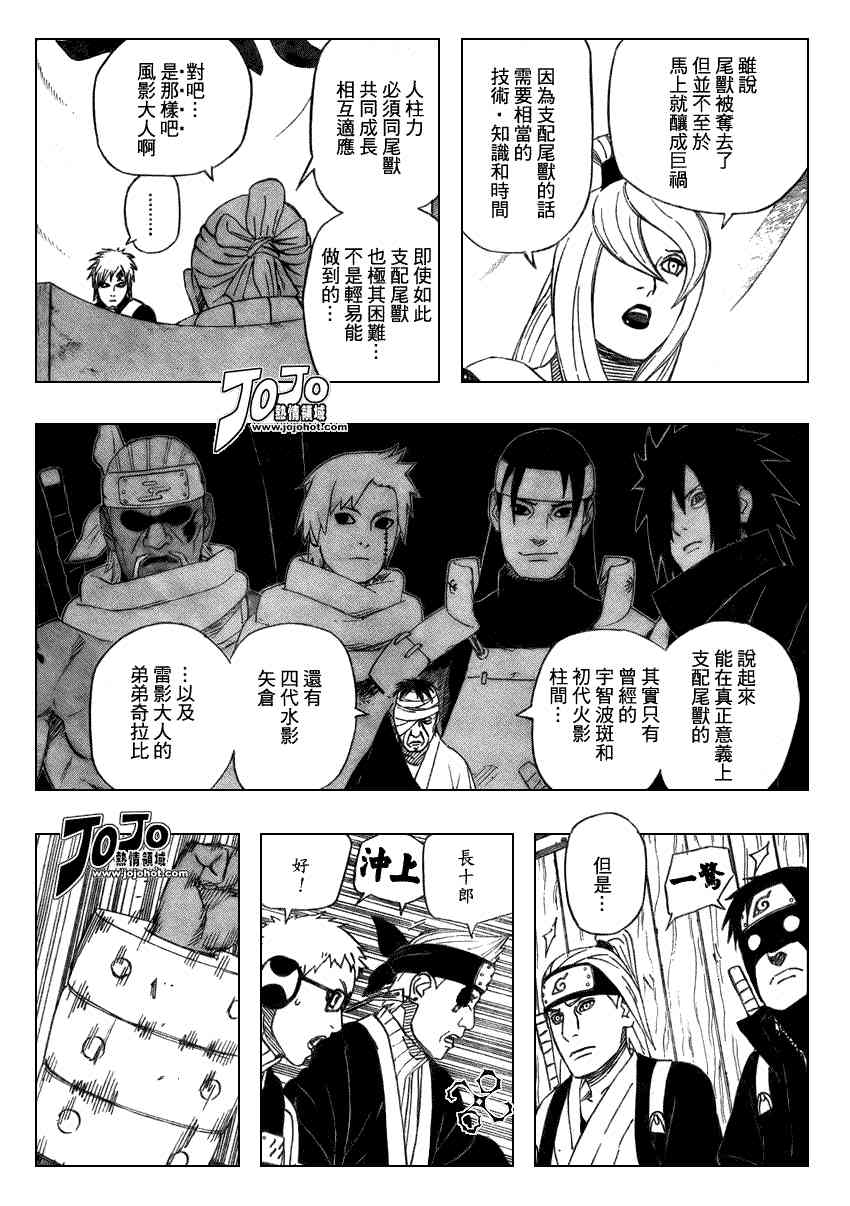 雖說
尾獸被奪去了
但並不至於
馬上就釀成巨禍
因為支配尾獸的話
需要相當的
技術・知識和時間
人柱力
必須同尾獸
共同成長
相互適應
即使如此
支配尾獸
也極其困難…
不是輕易能
做到的…
對吧…
是那樣吧
風影大人啊
………
JOJO
熱情領域
www.jojohot.com
說起來
能在真正意義上
支配尾獸的
其實只有
曾經的
宇智波斑和
初代火影
柱間…
還有
四代水影
矢倉
…以及
雷影大人的
弟弟奇拉比
一驚
但是…
長十郎
沖上
好！
JOJO
熱情領域
www.jojohot.com